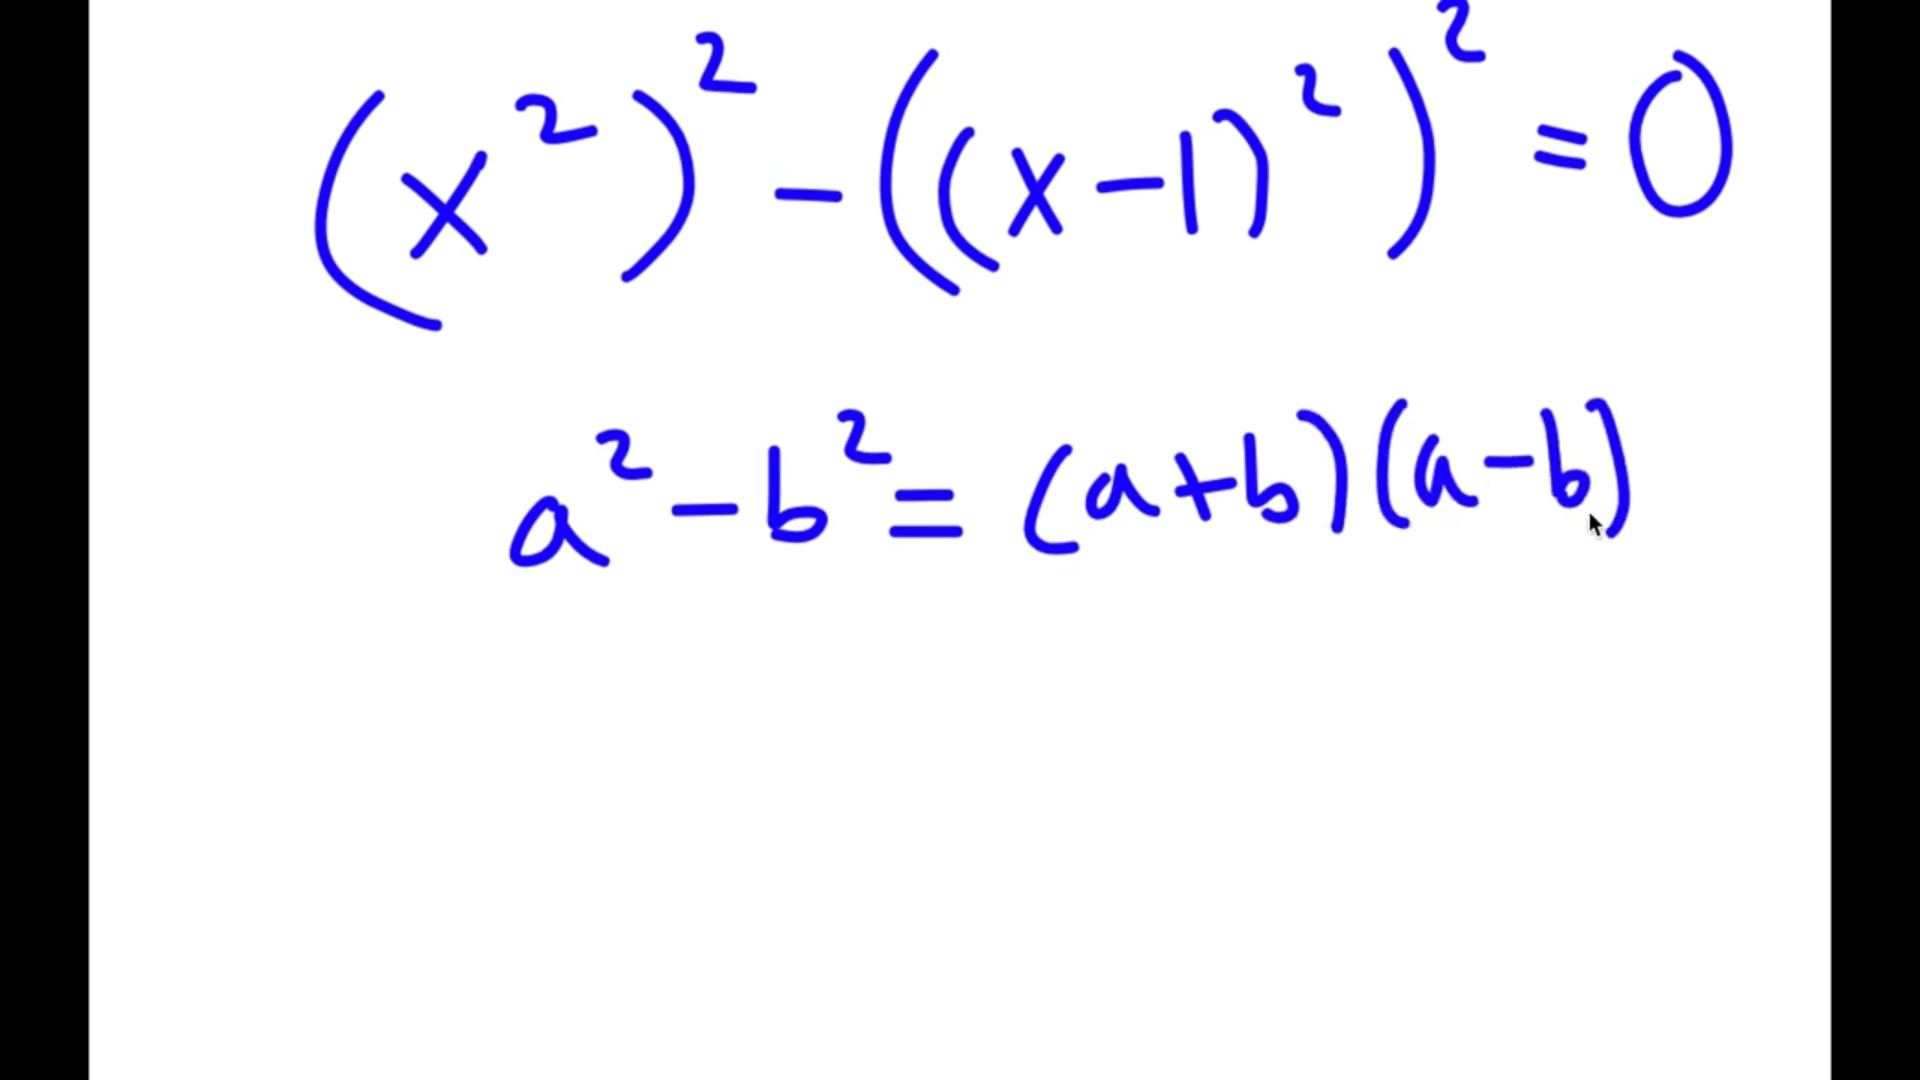 (x²)² - ((x-1)²)² = 0
a² - b² = (a+b)(a-b)